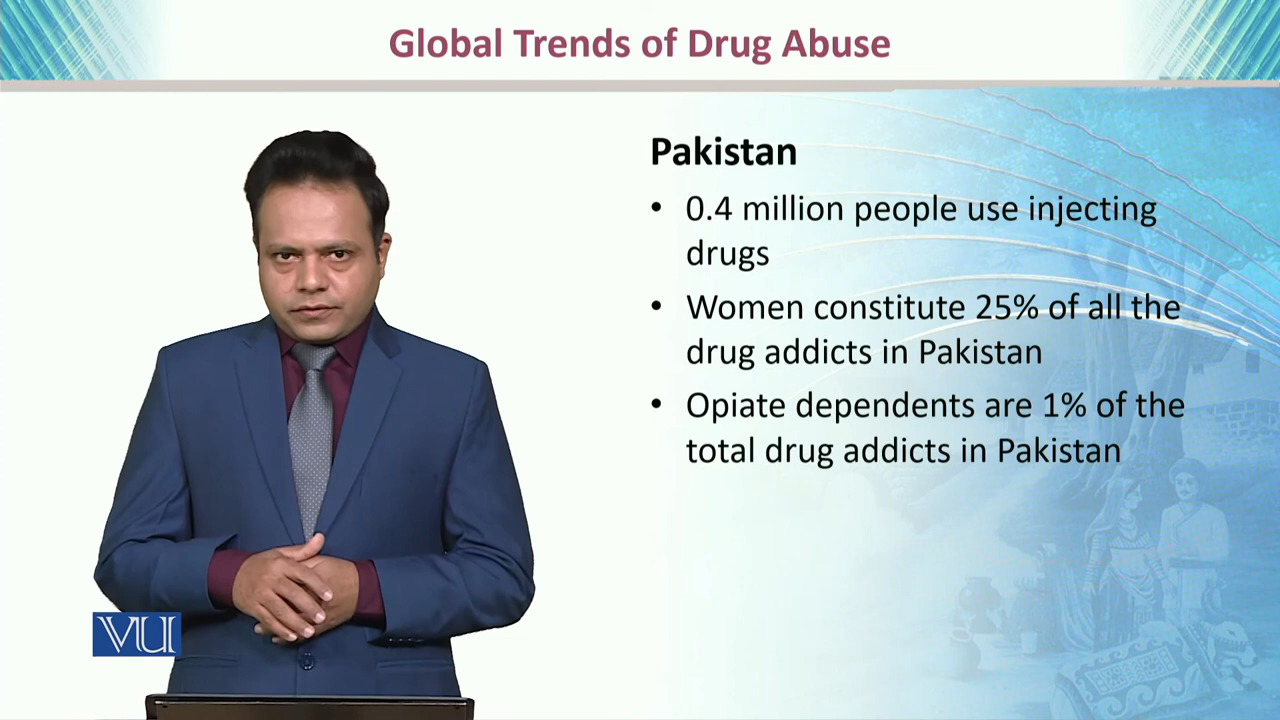 Global Trends of Drug Abuse
Pakistan
• 0.4 million people use injecting
drugs
• Women constitute 25% of all the
drug addicts in Pakistan
• Opiate dependents are 1% of the
total drug addicts in Pakistan
VU